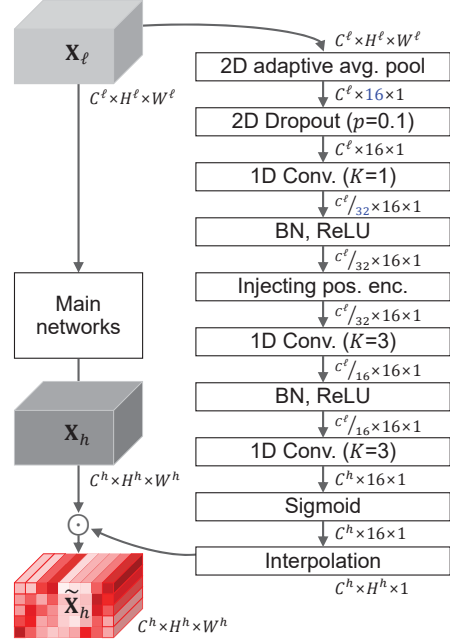 X_ℓ
C^ℓ×H^ℓ×W^ℓ
Main
networks
X_h
C^h×H^h×W^h
⊙
X̃_h
C^h×H^h×W^h
C^ℓ×H^ℓ×W^ℓ
2D adaptive avg. pool
C^ℓ×16×1
2D Dropout (p=0.1)
C^ℓ×16×1
1D Conv. (K=1)
C^ℓ/32×16×1
BN, ReLU
C^ℓ/32×16×1
Injecting pos. enc.
C^ℓ/32×16×1
1D Conv. (K=3)
C^ℓ/16×16×1
BN, ReLU
C^ℓ/16×16×1
1D Conv. (K=3)
C^h×16×1
Sigmoid
C^h×16×1
Interpolation
C^h×H^h×1